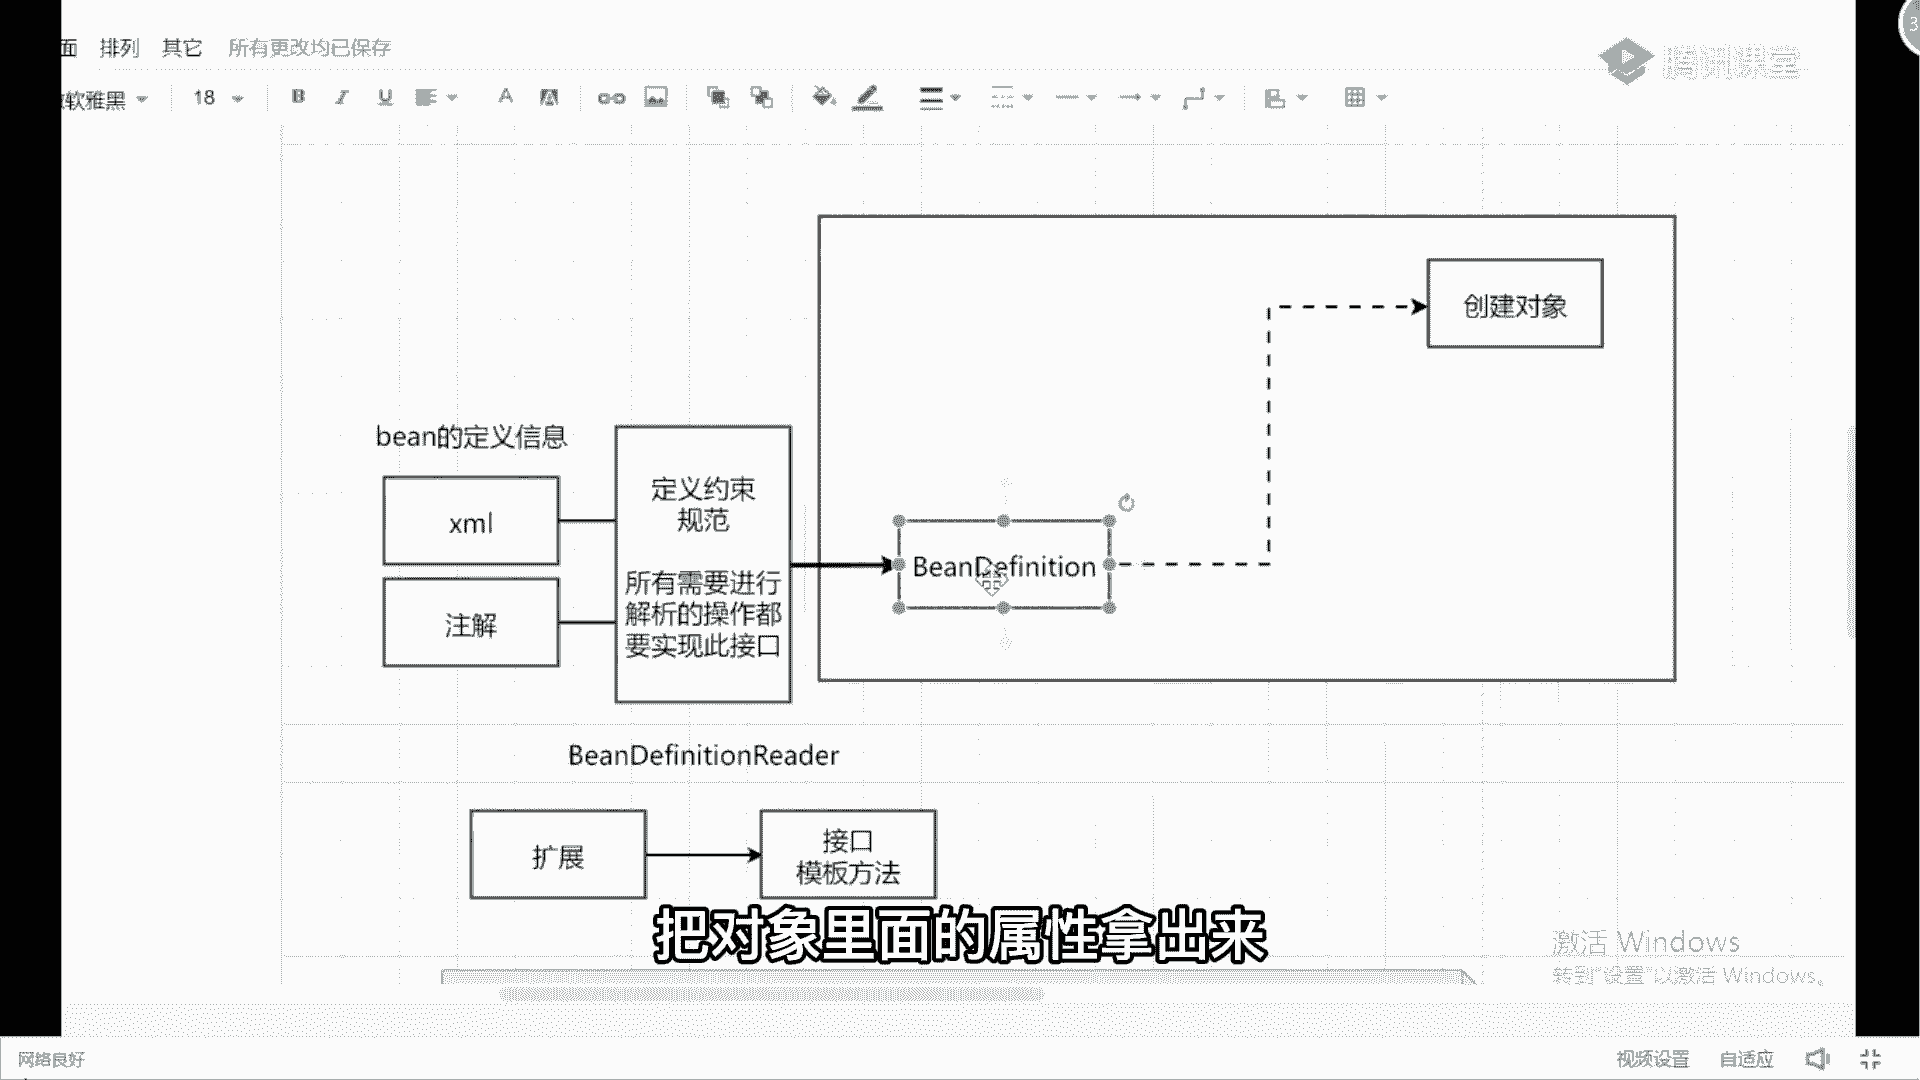 面 排列 其它 所有更改均已保存
腾讯课堂
软雅黑 18 B I U A
创建对象
bean的定义信息
xml
注解
定义约束
规范
所有需要进行
解析的操作都
要实现此接口
BeanDefinition
BeanDefinitionReader
扩展
接口
模板方法
把对象里面的属性拿出来
激活 Windows
转到"设置"以激活 Windows。
网络良好 视频设置 自适应